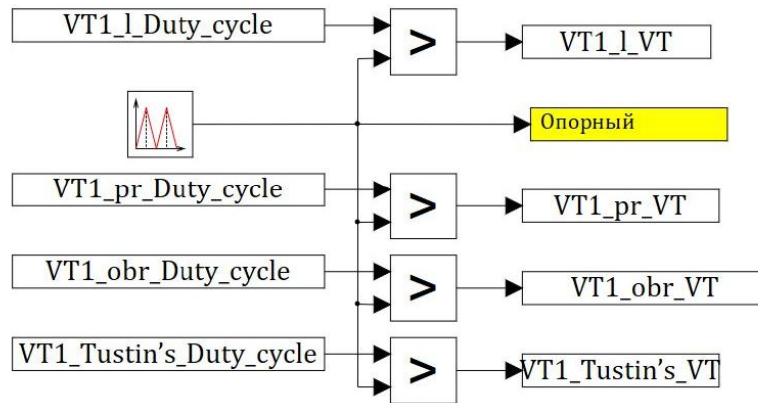 VT1_l_Duty_cycle
>
VT1_l_VT
Опорный
VT1_pr_Duty_cycle
>
VT1_pr_VT
VT1_obr_Duty_cycle
>
VT1_obr_VT
VT1_Tustin’s_Duty_cycle
>
VT1_Tustin’s_VT